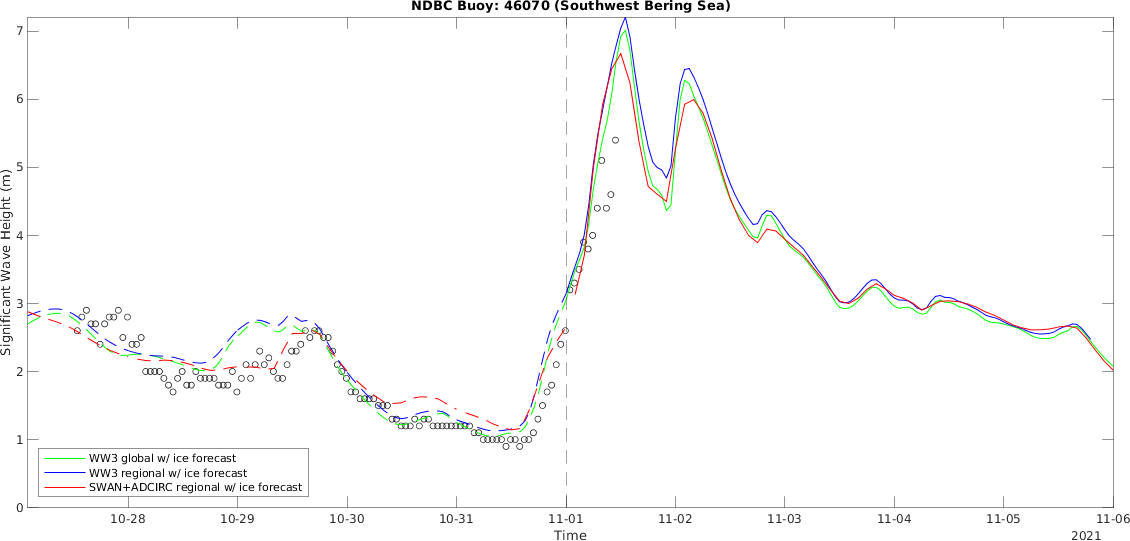 NDBC Buoy: 46070 (Southwest Bering Sea)
Significant Wave Height (m)
7
6
5
4
3
2
1
0
WW3 global w/ ice forecast
WW3 regional w/ ice forecast
SWAN+ADCIRC regional w/ ice forecast
10-28 10-29 10-30 10-31 11-01 11-02 11-03 11-04 11-05 11-06
Time
2021